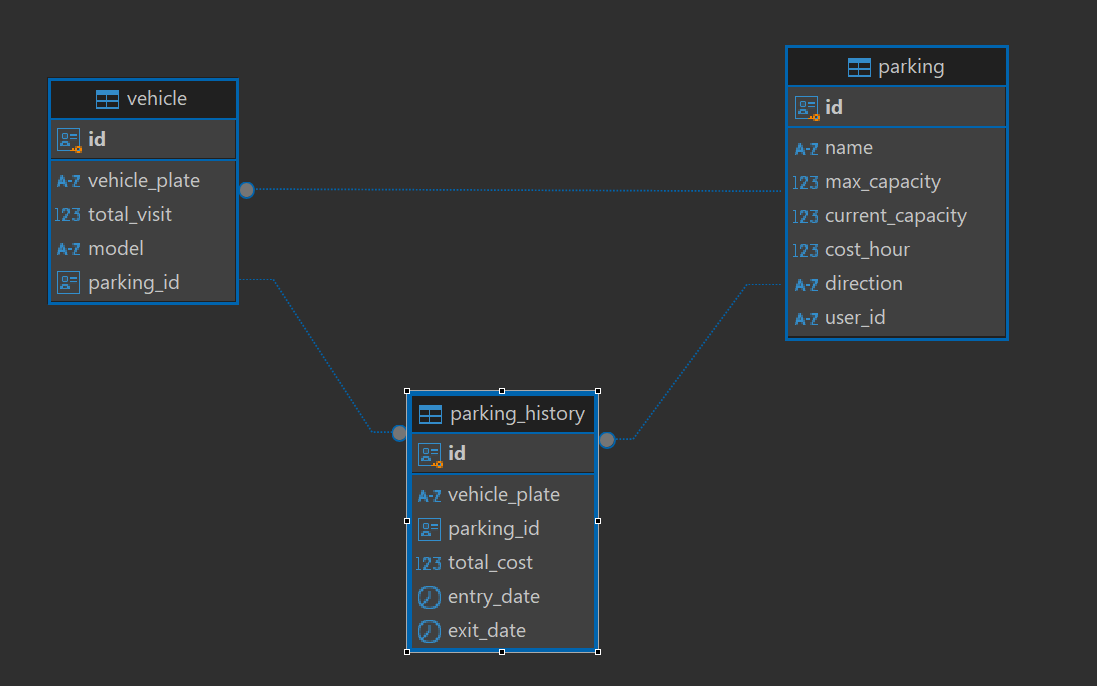 vehicle
id
A-Z vehicle_plate
123 total_visit
A-Z model
parking_id
parking
id
A-Z name
123 max_capacity
123 current_capacity
123 cost_hour
A-Z direction
A-Z user_id
parking_history
id
A-Z vehicle_plate
parking_id
123 total_cost
entry_date
exit_date